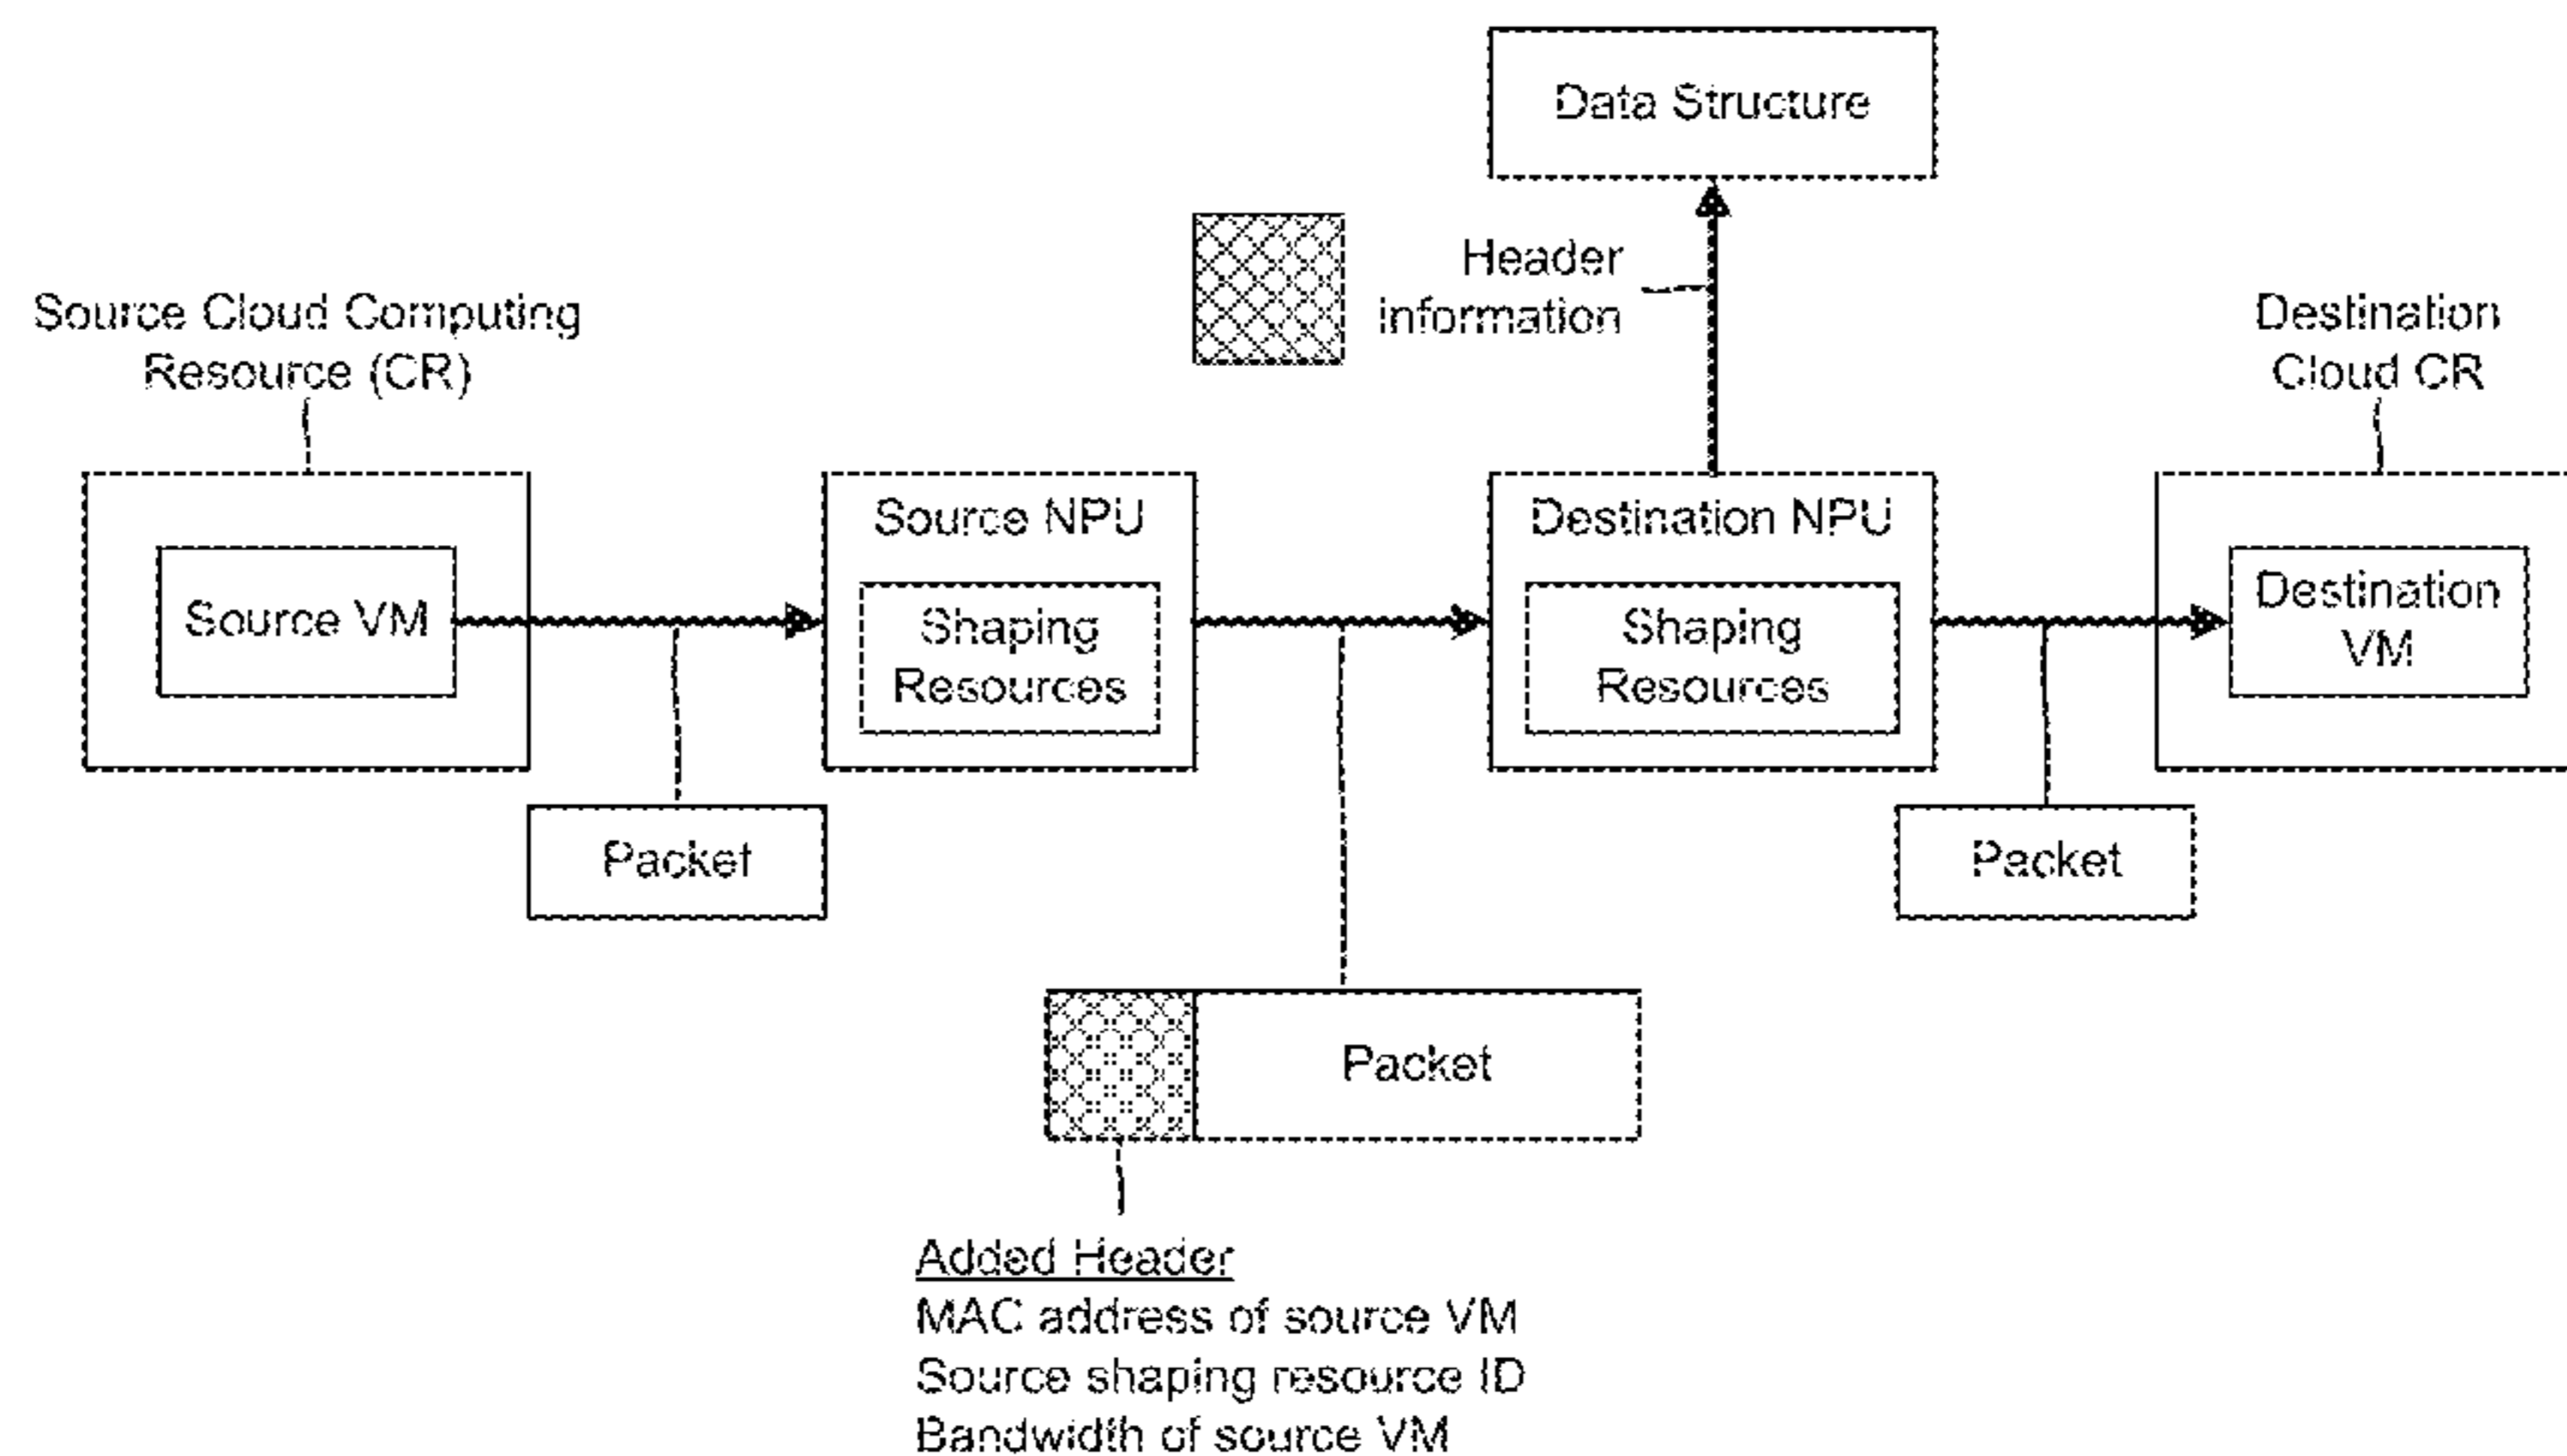 Data Structure
Header
information
Source Cloud Computing
Resource (CR)
Destination
Cloud CR
Source NPU
Destination NPU
Source VM
Shaping
Resources
Shaping
Resources
Destination
VM
Packet
Packet
Packet
Added Header
MAC address of source VM
Source shaping resource ID
Bandwidth of source VM